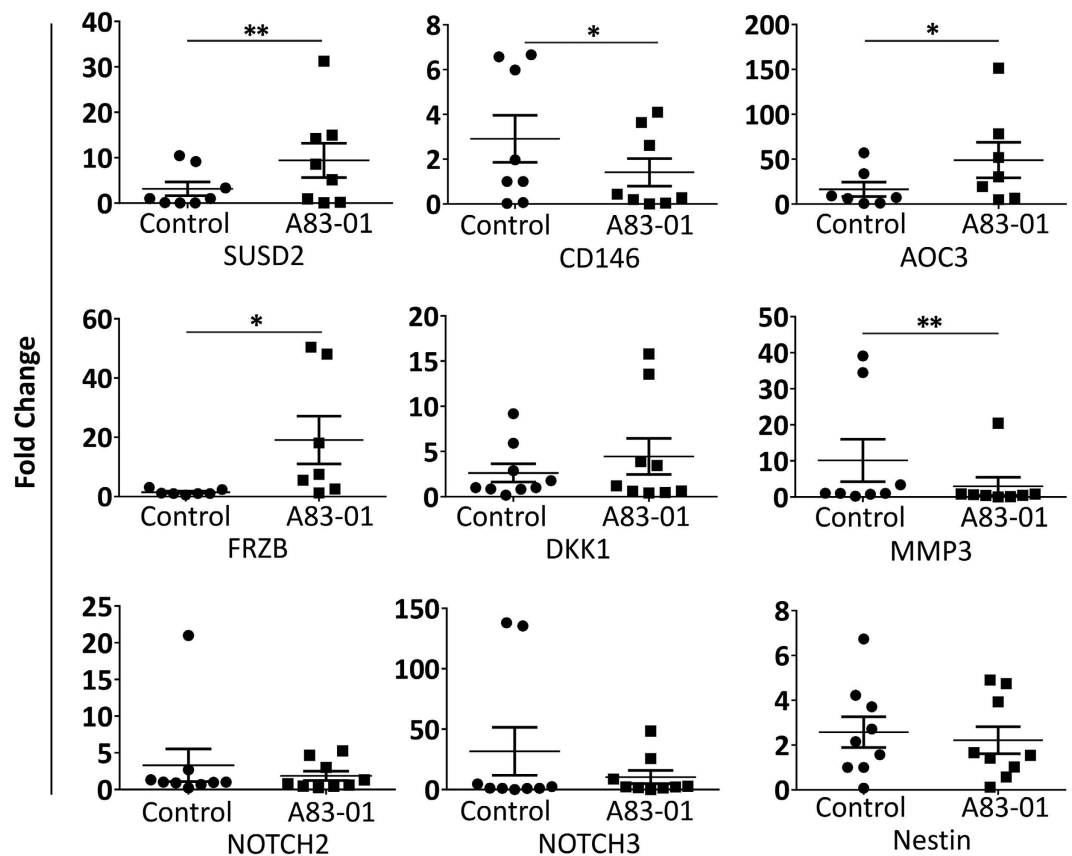 Fold Change
40
30
20
10
0
**
Control A83-01
SUSD2
8
6
4
2
0
*
Control A83-01
CD146
200
150
100
50
0
*
Control A83-01
AOC3
60
40
20
0
*
Control A83-01
FRZB
20
15
10
5
0
Control A83-01
DKK1
50
40
30
20
10
0
**
Control A83-01
MMP3
25
20
15
10
5
0
Control A83-01
NOTCH2
150
100
50
0
Control A83-01
NOTCH3
8
6
4
2
0
Control A83-01
Nestin